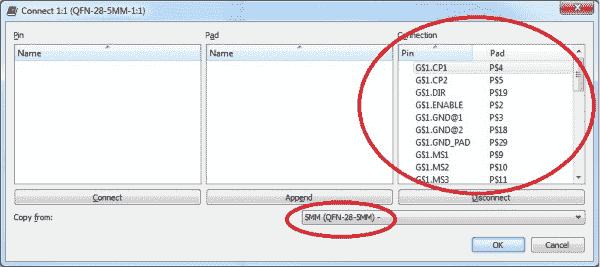 Connect 1:1 (QFN-28-5MM-1:1)
Pin Pad Connection
Name Name Pin Pad
G$1.CP1 P$4
G$1.CP2 P$5
G$1.DIR P$19
G$1.ENABLE P$2
G$1.GND@1 P$3
G$1.GND@2 P$18
G$1.GND_PAD P$29
G$1.MS1 P$9
G$1.MS2 P$10
G$1.MS3 P$11
Connect Append Disconnect
Copy from: 5MM (QFN-28-5MM) -
OK Cancel